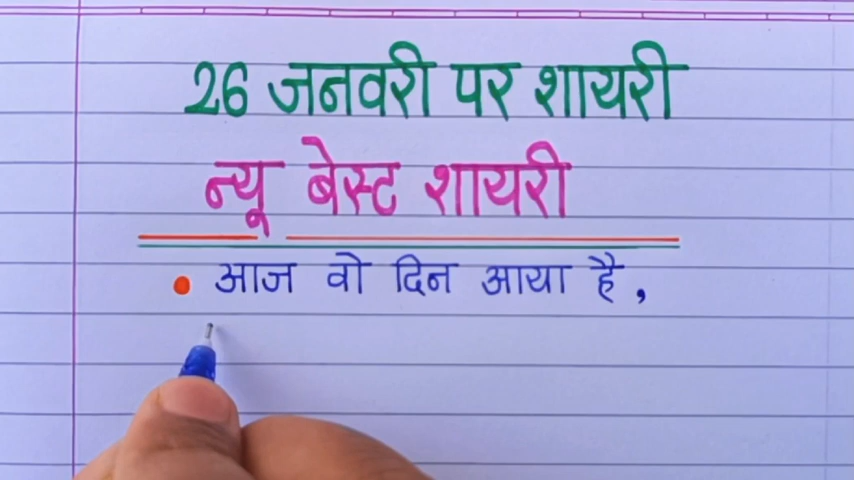 26 जनवरी पर शायरी
न्यू बेस्ट शायरी
• आज वो दिन आया है,